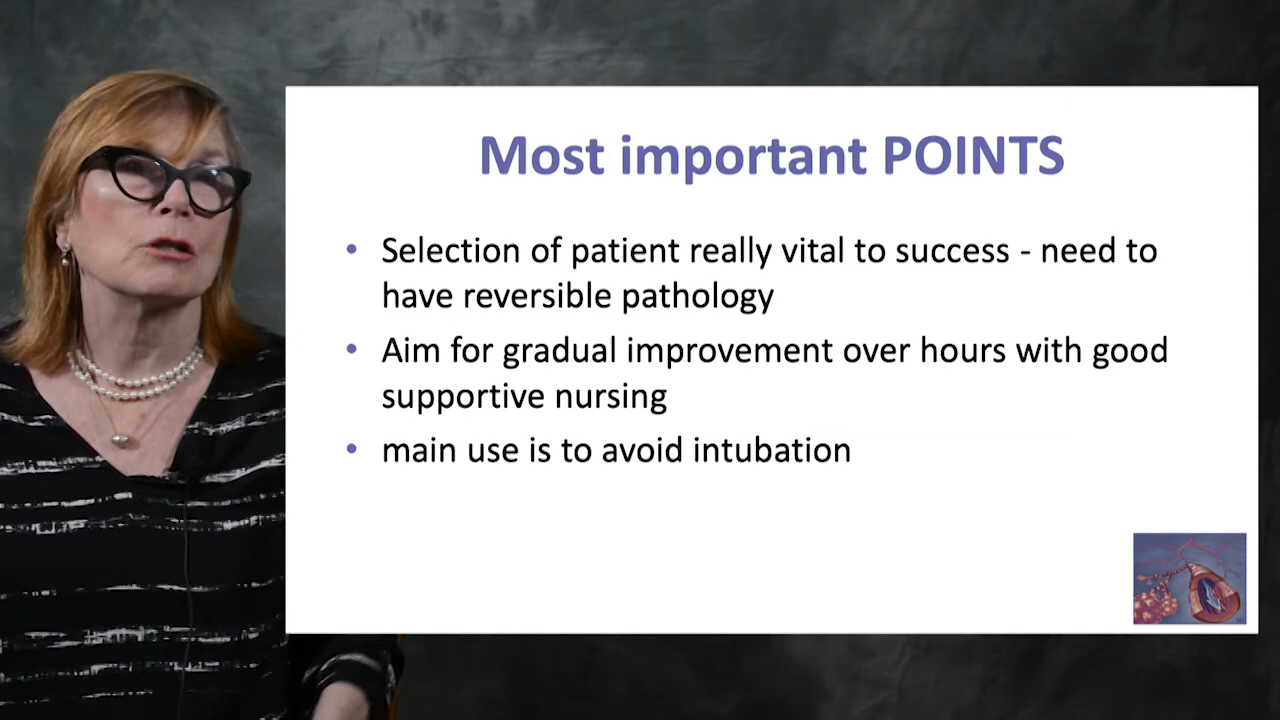 Most important POINTS
• Selection of patient really vital to success - need to
have reversible pathology
• Aim for gradual improvement over hours with good
supportive nursing
• main use is to avoid intubation